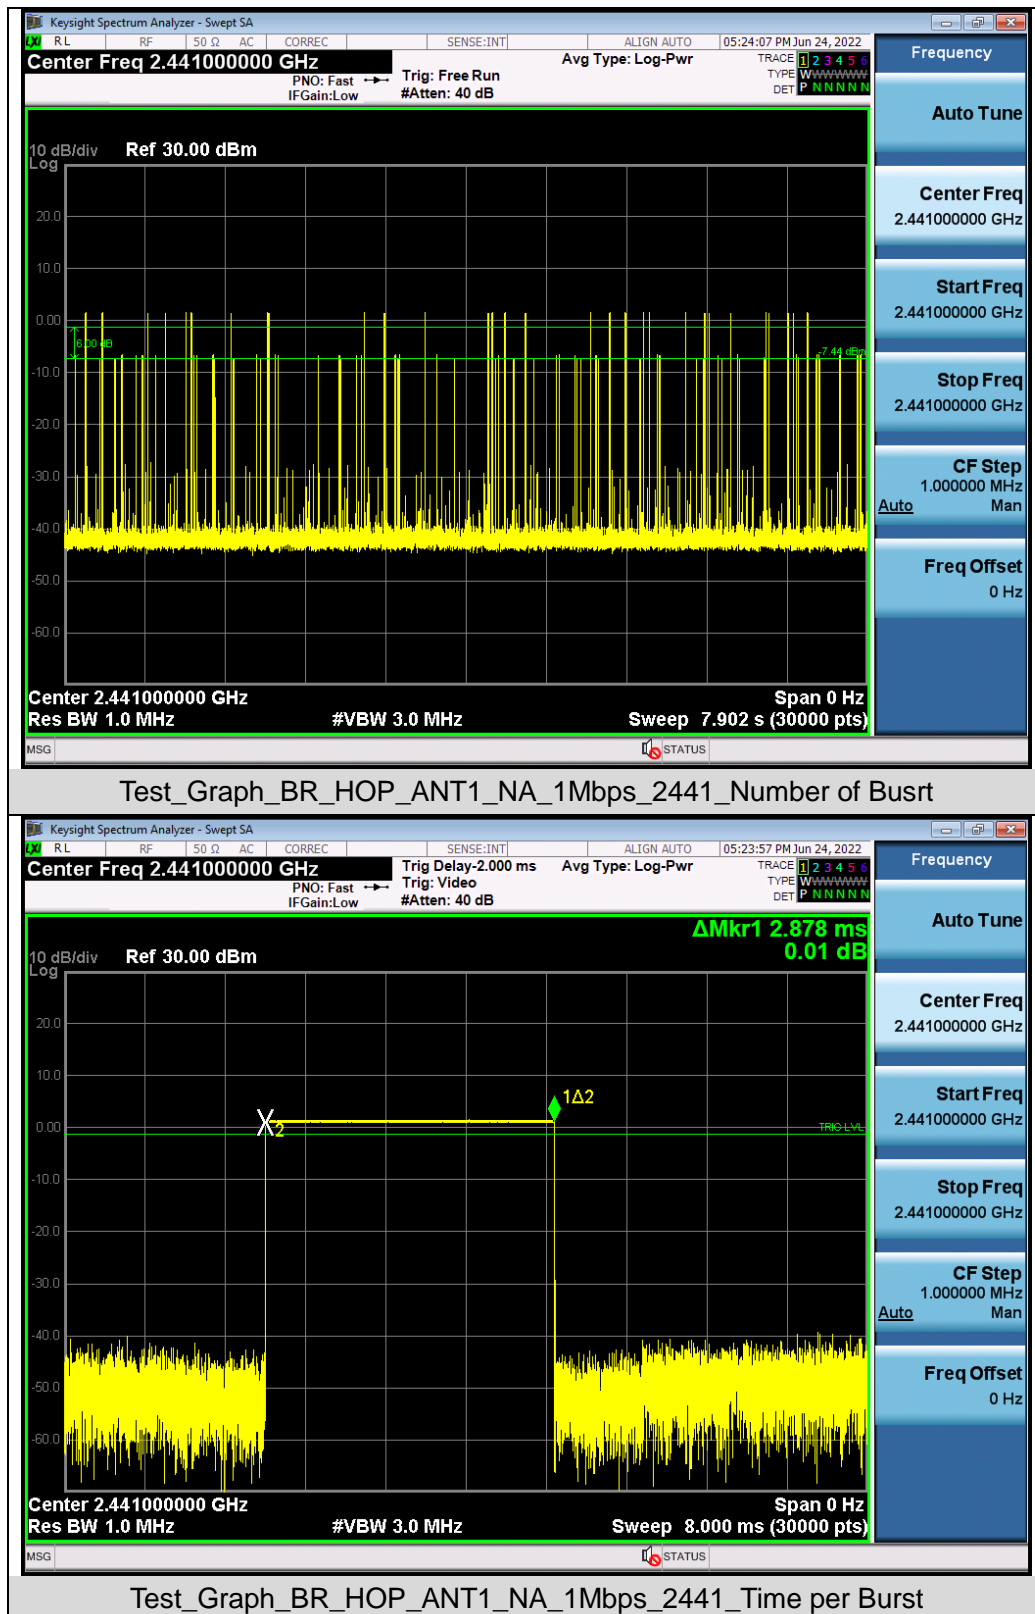 Keysight Spectrum Analyzer - Swept SA
LXI RL RF 50 Ω AC CORREC SENSE:INT ALIGN AUTO 05:24:07 PM Jun 24, 2022
Center Freq 2.441000000 GHz
PNO: Fast
IFGain:Low
Trig: Free Run
#Atten: 40 dB
Avg Type: Log-Pwr
TRACE 1 2 3 4 5 6
TYPE WWWWWW
DET P N N N N N
10 dB/div Ref 30.00 dBm
Log
20.0
10.0
0.00
6.00 dB
-7.44 dBm
-10.0
-20.0
-30.0
-40.0
-50.0
-60.0
Center 2.441000000 GHz Span 0 Hz
Res BW 1.0 MHz #VBW 3.0 MHz Sweep 7.902 s (30000 pts)
MSG STATUS
Frequency
Auto Tune
Center Freq
2.441000000 GHz
Start Freq
2.441000000 GHz
Stop Freq
2.441000000 GHz
CF Step
1.000000 MHz
Auto Man
Freq Offset
0 Hz
Test_Graph_BR_HOP_ANT1_NA_1Mbps_2441_Number of Busrt
Keysight Spectrum Analyzer - Swept SA
LXI RL RF 50 Ω AC CORREC SENSE:INT ALIGN AUTO 05:23:57 PM Jun 24, 2022
Center Freq 2.441000000 GHz
PNO: Fast
IFGain:Low
Trig Delay-2.000 ms
Trig: Video
#Atten: 40 dB
Avg Type: Log-Pwr
TRACE 1 2 3 4 5 6
TYPE WWWWWW
DET P N N N N N
ΔMkr1 2.878 ms
0.01 dB
10 dB/div Ref 30.00 dBm
Log
20.0
10.0
1Δ2
X2
0.00
TRIG LVL
-10.0
-20.0
-30.0
-40.0
-50.0
-60.0
Center 2.441000000 GHz Span 0 Hz
Res BW 1.0 MHz #VBW 3.0 MHz Sweep 8.000 ms (30000 pts)
MSG STATUS
Frequency
Auto Tune
Center Freq
2.441000000 GHz
Start Freq
2.441000000 GHz
Stop Freq
2.441000000 GHz
CF Step
1.000000 MHz
Auto Man
Freq Offset
0 Hz
Test_Graph_BR_HOP_ANT1_NA_1Mbps_2441_Time per Burst